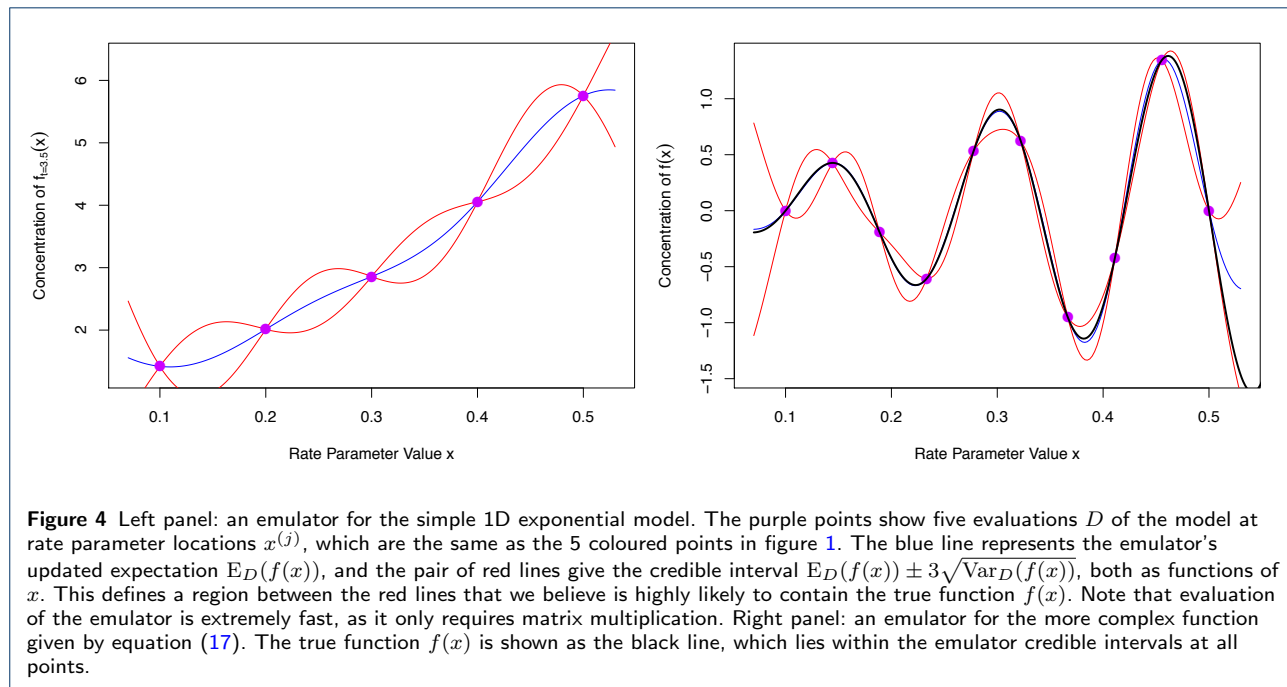 Concentration of f_{t=3.5}(x)
6
5
4
3
2
0.1 0.2 0.3 0.4 0.5
Rate Parameter Value x
Concentration of f(x)
1.0
0.5
0.0
−0.5
−1.0
−1.5
0.1 0.2 0.3 0.4 0.5
Rate Parameter Value x
Figure 4 Left panel: an emulator for the simple 1D exponential model. The purple points show five evaluations D of the model at
rate parameter locations x^{(j)}, which are the same as the 5 coloured points in figure 1. The blue line represents the emulator's
updated expectation E_D(f(x)), and the pair of red lines give the credible interval E_D(f(x)) ± 3√Var_D(f(x)), both as functions of
x. This defines a region between the red lines that we believe is highly likely to contain the true function f(x). Note that evaluation
of the emulator is extremely fast, as it only requires matrix multiplication. Right panel: an emulator for the more complex function
given by equation (17). The true function f(x) is shown as the black line, which lies within the emulator credible intervals at all
points.